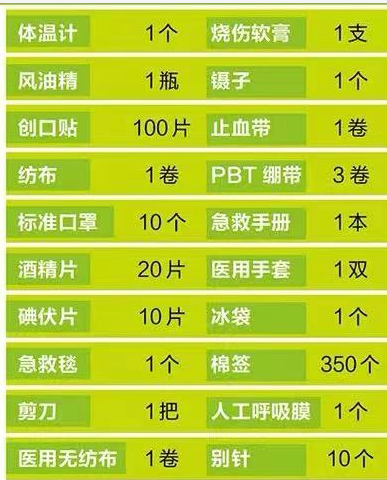 体温计 1个 烧伤软膏 1支
风油精 1瓶 镊子 1个
创口贴 100片 止血带 1卷
纺布 1卷 PBT 绷带 3卷
标准口罩 10个 急救手册 1本
酒精片 20片 医用手套 1双
碘伏片 10片 冰袋 1个
急救毯 1个 棉签 350个
剪刀 1把 人工呼吸膜 1个
医用无纺布 1卷 别针 10个